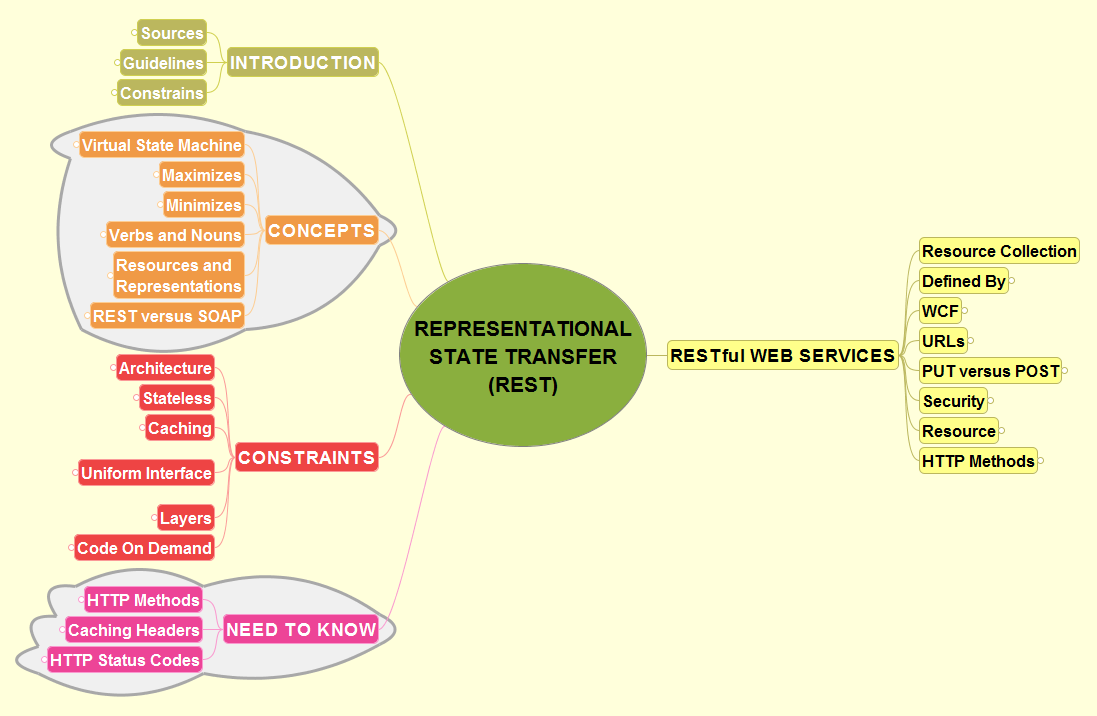 Sources
Guidelines
Constrains
INTRODUCTION
Virtual State Machine
Maximizes
Minimizes
Verbs and Nouns
Resources and
Representations
REST versus SOAP
CONCEPTS
Architecture
Stateless
Caching
Uniform Interface
Layers
Code On Demand
CONSTRAINTS
HTTP Methods
Caching Headers
HTTP Status Codes
NEED TO KNOW
REPRESENTATIONAL
STATE TRANSFER
(REST)
RESTful WEB SERVICES
Resource Collection
Defined By
WCF
URLs
PUT versus POST
Security
Resource
HTTP Methods